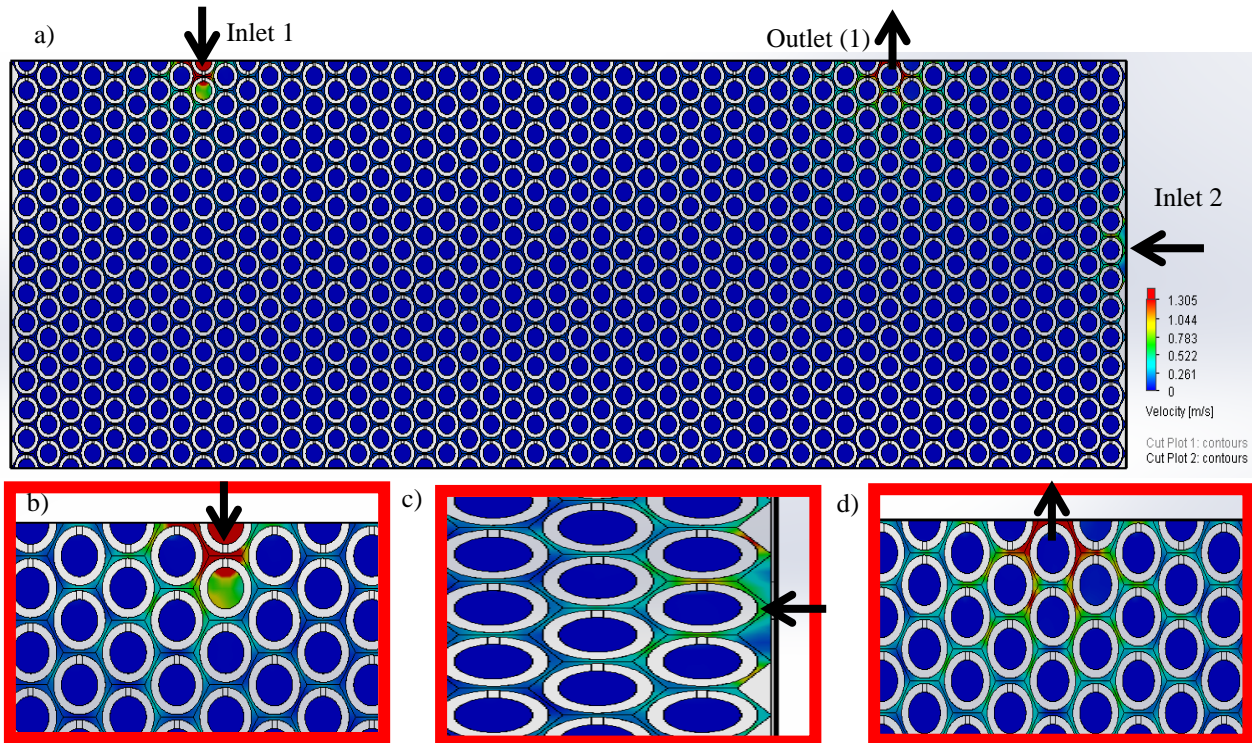 a)
Inlet 1
Outlet (1)
Inlet 2
1.305
1.044
0.783
0.522
0.261
0
Velocity [m/s]
Cut Plot 1: contours
Cut Plot 2: contours
b)
c)
d)